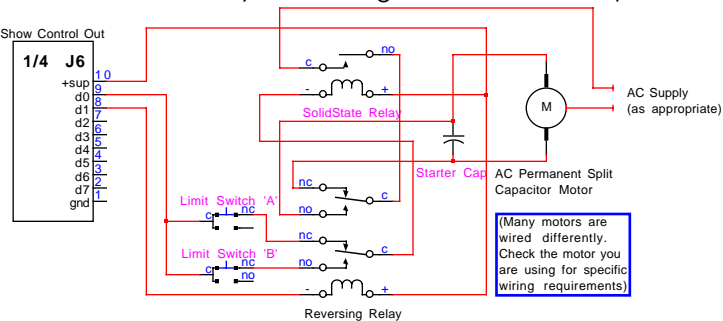 Show Control Out
1/4 J6
+sup 10
d0 9
d1 8
d2 7
d3 6
d4 5
d5 4
d6 3
d7 2
gnd 1
no
c
- +
SolidState Relay
Starter Cap
M
AC Supply
(as appropriate)
AC Permanent Split
Capacitor Motor
nc
c
no
Limit Switch 'A'
c nc
no
nc
c
no
Limit Switch 'B'
c nc
no
- +
Reversing Relay
(Many motors are
wired differently.
Check the motor you
are using for specific
wiring requirements)